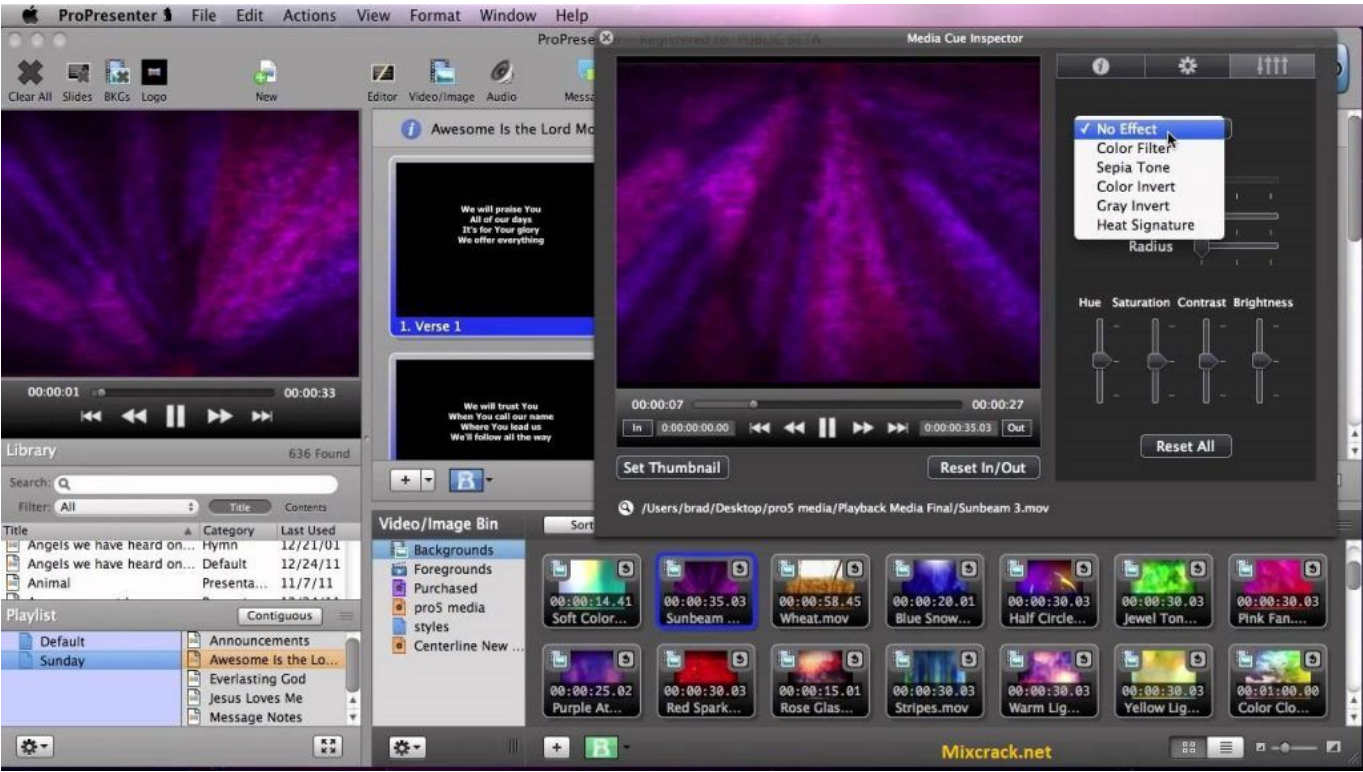 ProPresenter File Edit Actions View Format Window Help
ProPrese
Media Cue Inspector
Clear All Slides BKGs Logo New Editor Video/Image Audio Messa
Awesome Is the Lord Mo
We will praise You
All of our days
It's for Your glory
We offer everything
1. Verse 1
We will trust You
When You call our name
Where You lead us
We'll follow all the way
00:00:01 00:00:33
No Effect
Color Filter
Sepia Tone
Color Invert
Gray Invert
Heat Signature
Radius
Hue Saturation Contrast Brightness
Reset All
00:00:07 00:00:27
In 0:00:00:00.00 0:00:00:35.03 Out
Set Thumbnail Reset In/Out
/Users/brad/Desktop/pro5 media/Playback Media Final/Sunbeam 3.mov
Library 636 Found
Search:
Filter: All Title Contents
Title Category Last Used
Angels we have heard on... Hymn 12/21/01
Angels we have heard on... Default 12/24/11
Animal Presenta... 11/7/11
Playlist Contiguous
Default
Sunday
Announcements
Awesome Is the Lo...
Everlasting God
Jesus Loves Me
Message Notes
Video/Image Bin Sort
Backgrounds
Foregrounds
Purchased
pro5 media
styles
Centerline New ...
00:00:14.41 00:00:35.03 00:00:58.45 00:00:20.01 00:00:30.03 00:00:30.03 00:00:30.03
Soft Color... Sunbeam ... Wheat.mov Blue Snow... Half Circle... Jewel Ton... Pink Fan....
00:00:25.02 00:00:30.03 00:00:15.01 00:00:30.03 00:00:30.03 00:00:30.03 00:01:00.00
Purple At... Red Spark... Rose Glas... Stripes.mov Warm Lig... Yellow Lig... Color Clo...
Mixcrack.net